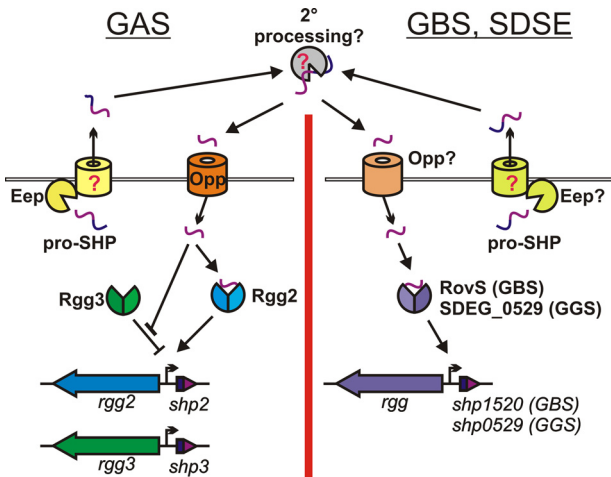 GAS
2°
processing?
GBS, SDSE
?
Opp
Opp?
?
?
Eep
Eep?
pro-SHP
pro-SHP
Rgg3
Rgg2
RovS (GBS)
SDEG_0529 (GGS)
rgg2
shp2
rgg
shp1520 (GBS)
shp0529 (GGS)
rgg3
shp3